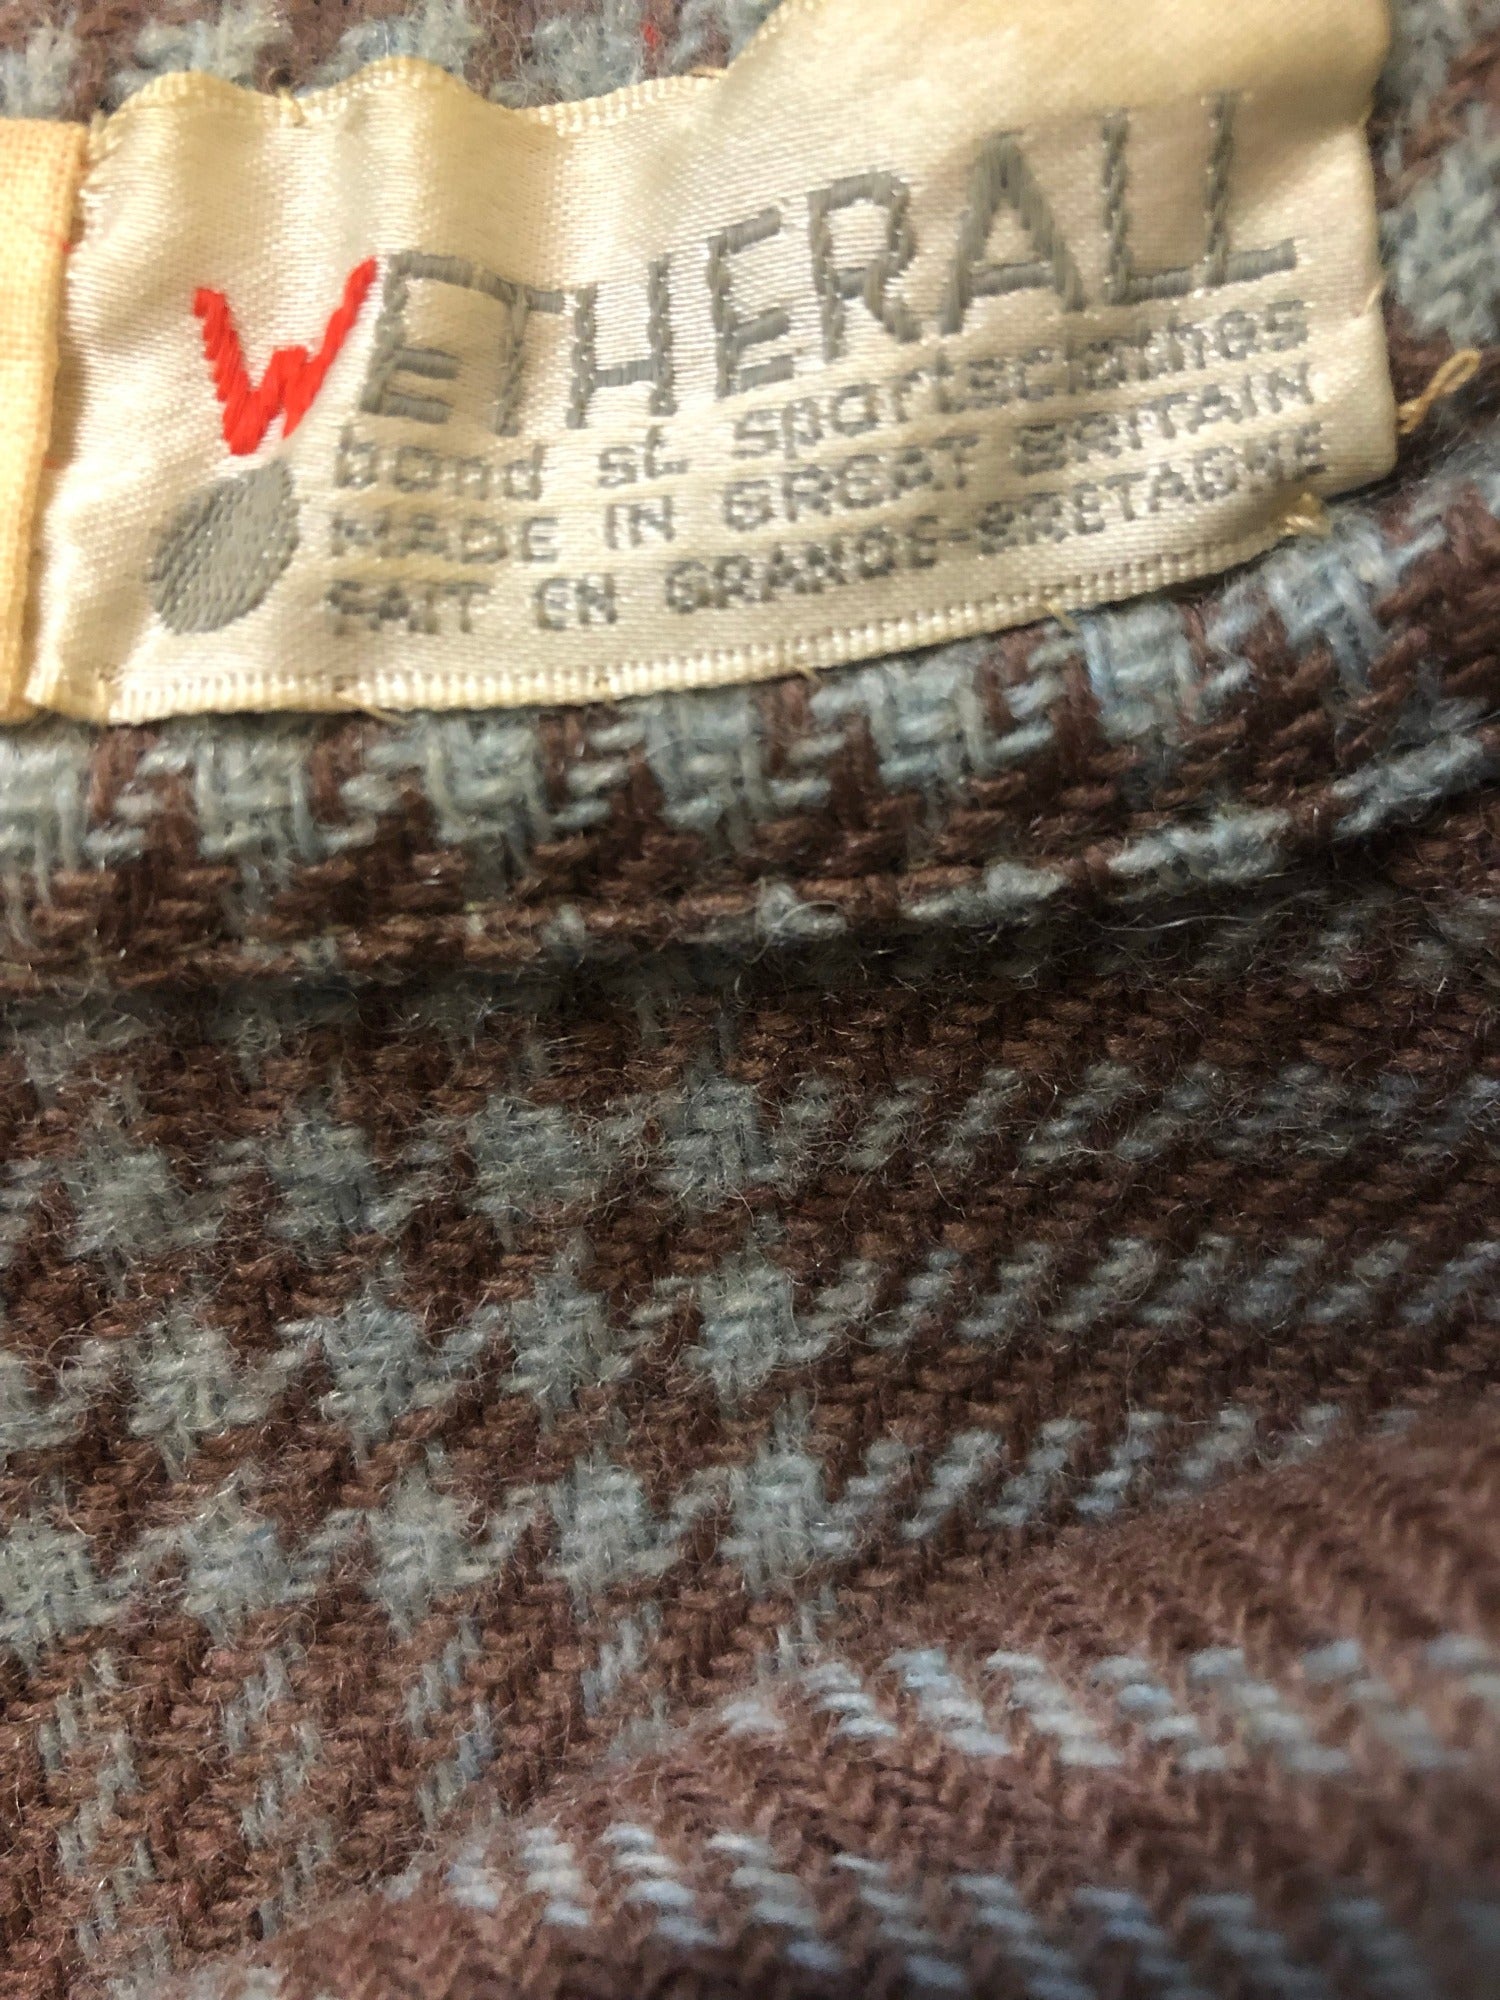 WETHERALL
bond st. sportsclothes
MADE IN GREAT BRITAIN
FAIT EN GRANDE-BRETAGNE